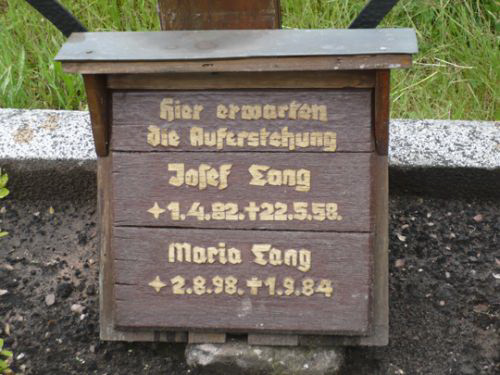 Hier erwarten
die Auferstehung
Josef Lang
✦ 1.4.82 ✝ 22.5.58.
Maria Lang
✦ 2.8.98 ✝ 1.9.84